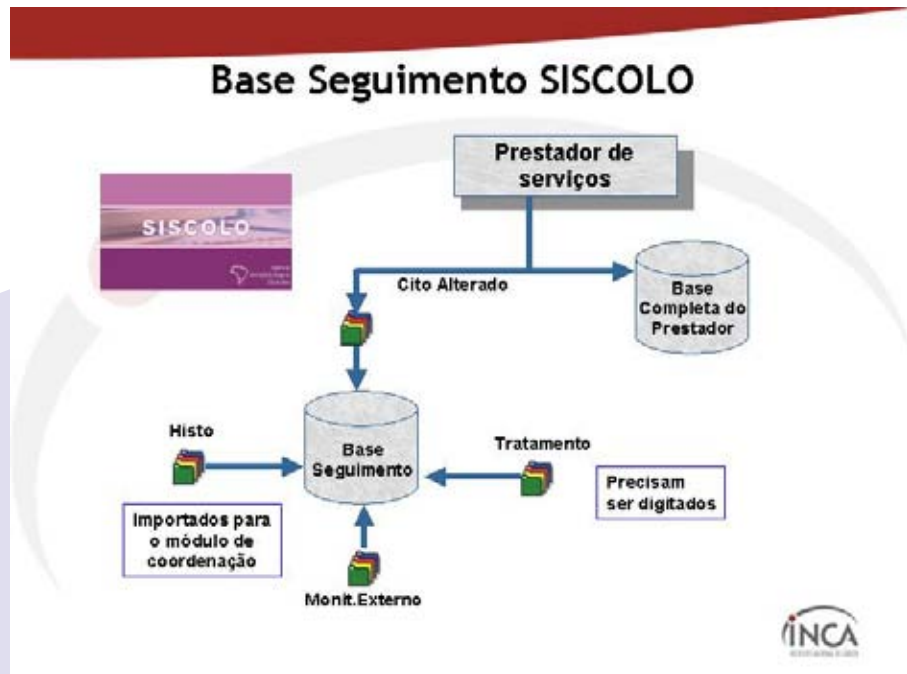 Base Seguimento SISCOLO
Prestador de
serviços
SISCOLO
Cito Alterado
Base
Completa do
Prestador
Histo
Base
Seguimento
Tratamento
Importados para
o módulo de
coordenação
Precisam
ser digitados
Monit.Externo
INCA